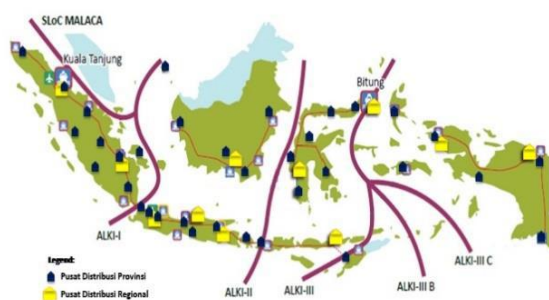 SLoC MALACA
Kuala Tanjung
Bitung
ALKI-I
ALKI-II
ALKI-III
ALKI-III B
ALKI-III C
Legend:
Pusat Distribusi Provinsi
Pusat Distribusi Regional